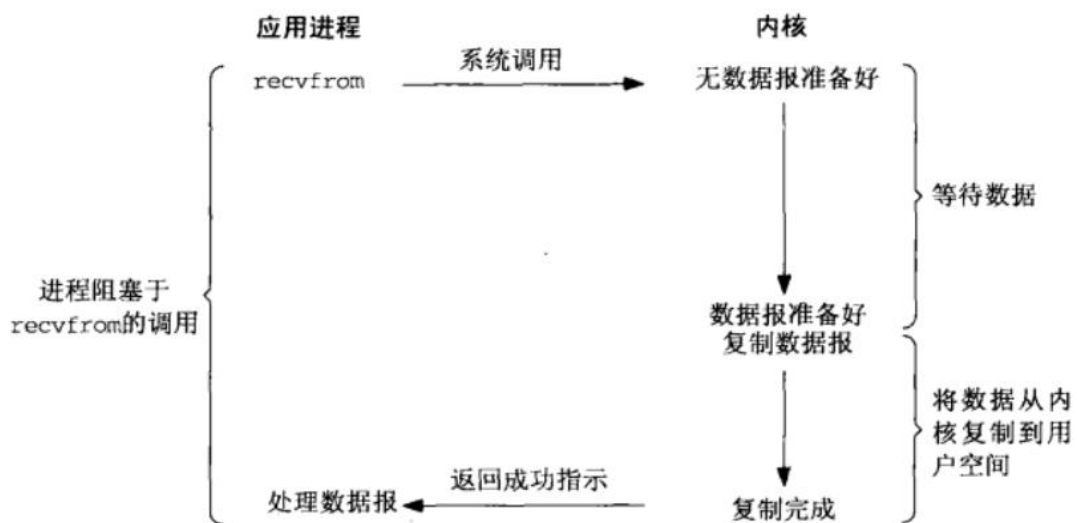 应用进程
内核
系统调用
recvfrom
无数据报准备好
等待数据
进程阻塞于
recvfrom的调用
数据报准备好
复制数据报
将数据从内
核复制到用
户空间
返回成功指示
处理数据报
复制完成